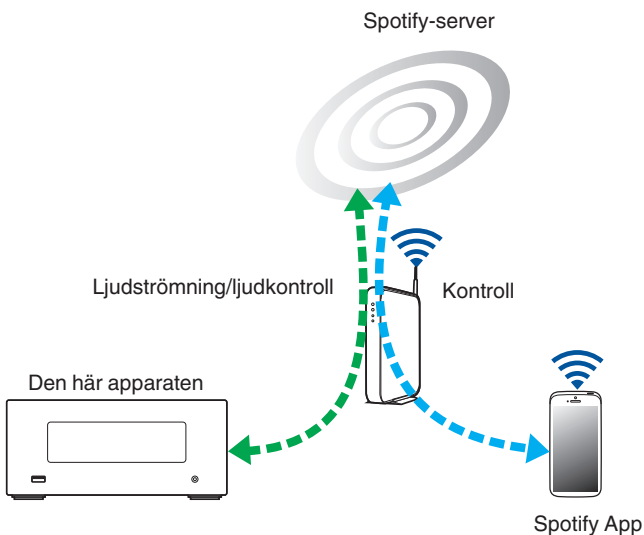 Spotify-server
Ljudströmning/ljudkontroll
Kontroll
Den här apparaten
Spotify App